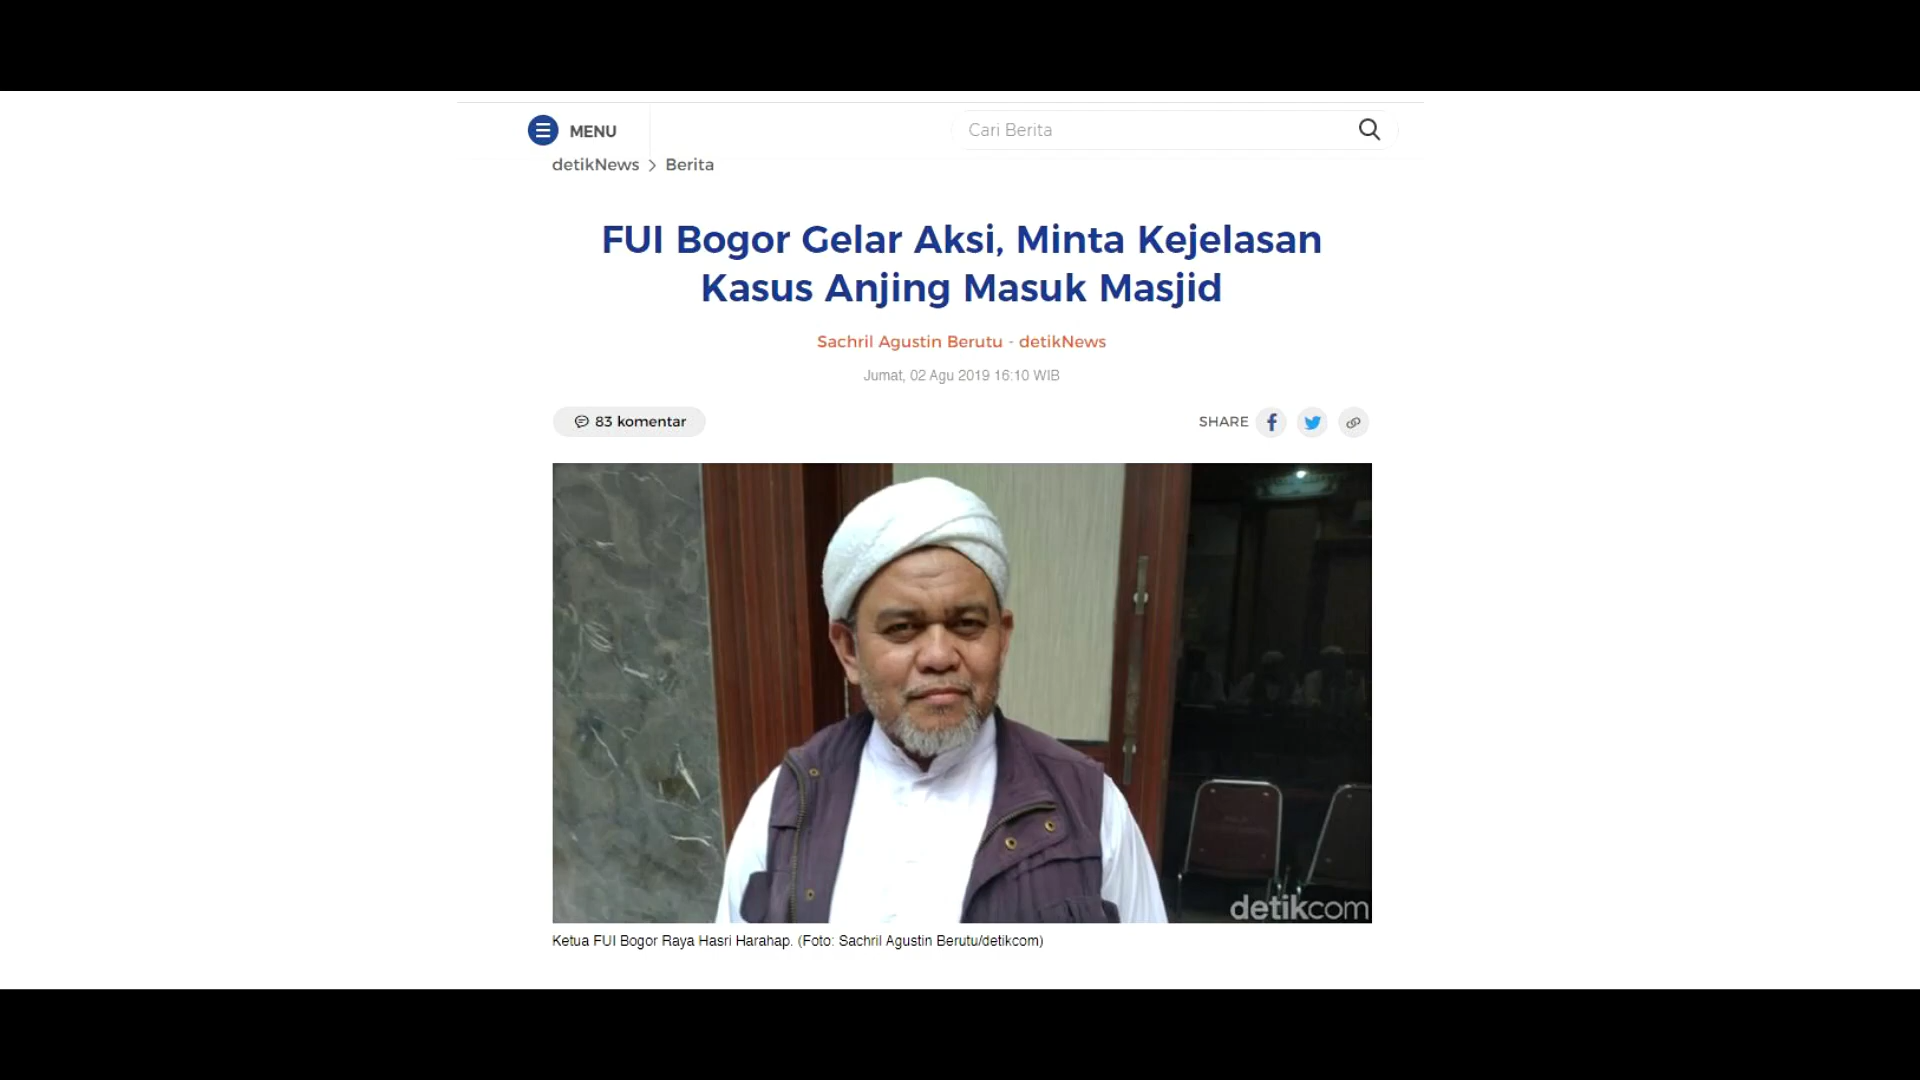 MENU
Cari Berita
detikNews > Berita
FUI Bogor Gelar Aksi, Minta Kejelasan
Kasus Anjing Masuk Masjid
Sachril Agustin Berutu - detikNews
Jumat, 02 Agu 2019 16:10 WIB
83 komentar
SHARE
detikcom
Ketua FUI Bogor Raya Hasri Harahap. (Foto: Sachril Agustin Berutu/detikcom)